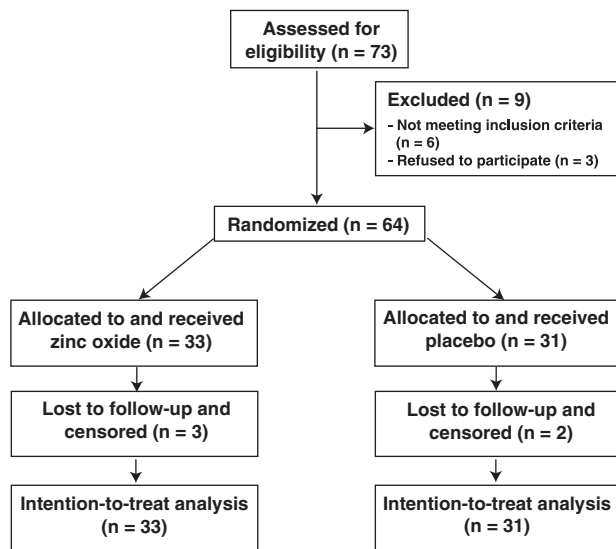 Assessed for
eligibility (n = 73)
Excluded (n = 9)
- Not meeting inclusion criteria
(n = 6)
- Refused to participate (n = 3)
Randomized (n = 64)
Allocated to and received
zinc oxide (n = 33)
Allocated to and received
placebo (n = 31)
Lost to follow-up and
censored (n = 3)
Lost to follow-up and
censored (n = 2)
Intention-to-treat analysis
(n = 33)
Intention-to-treat analysis
(n = 31)